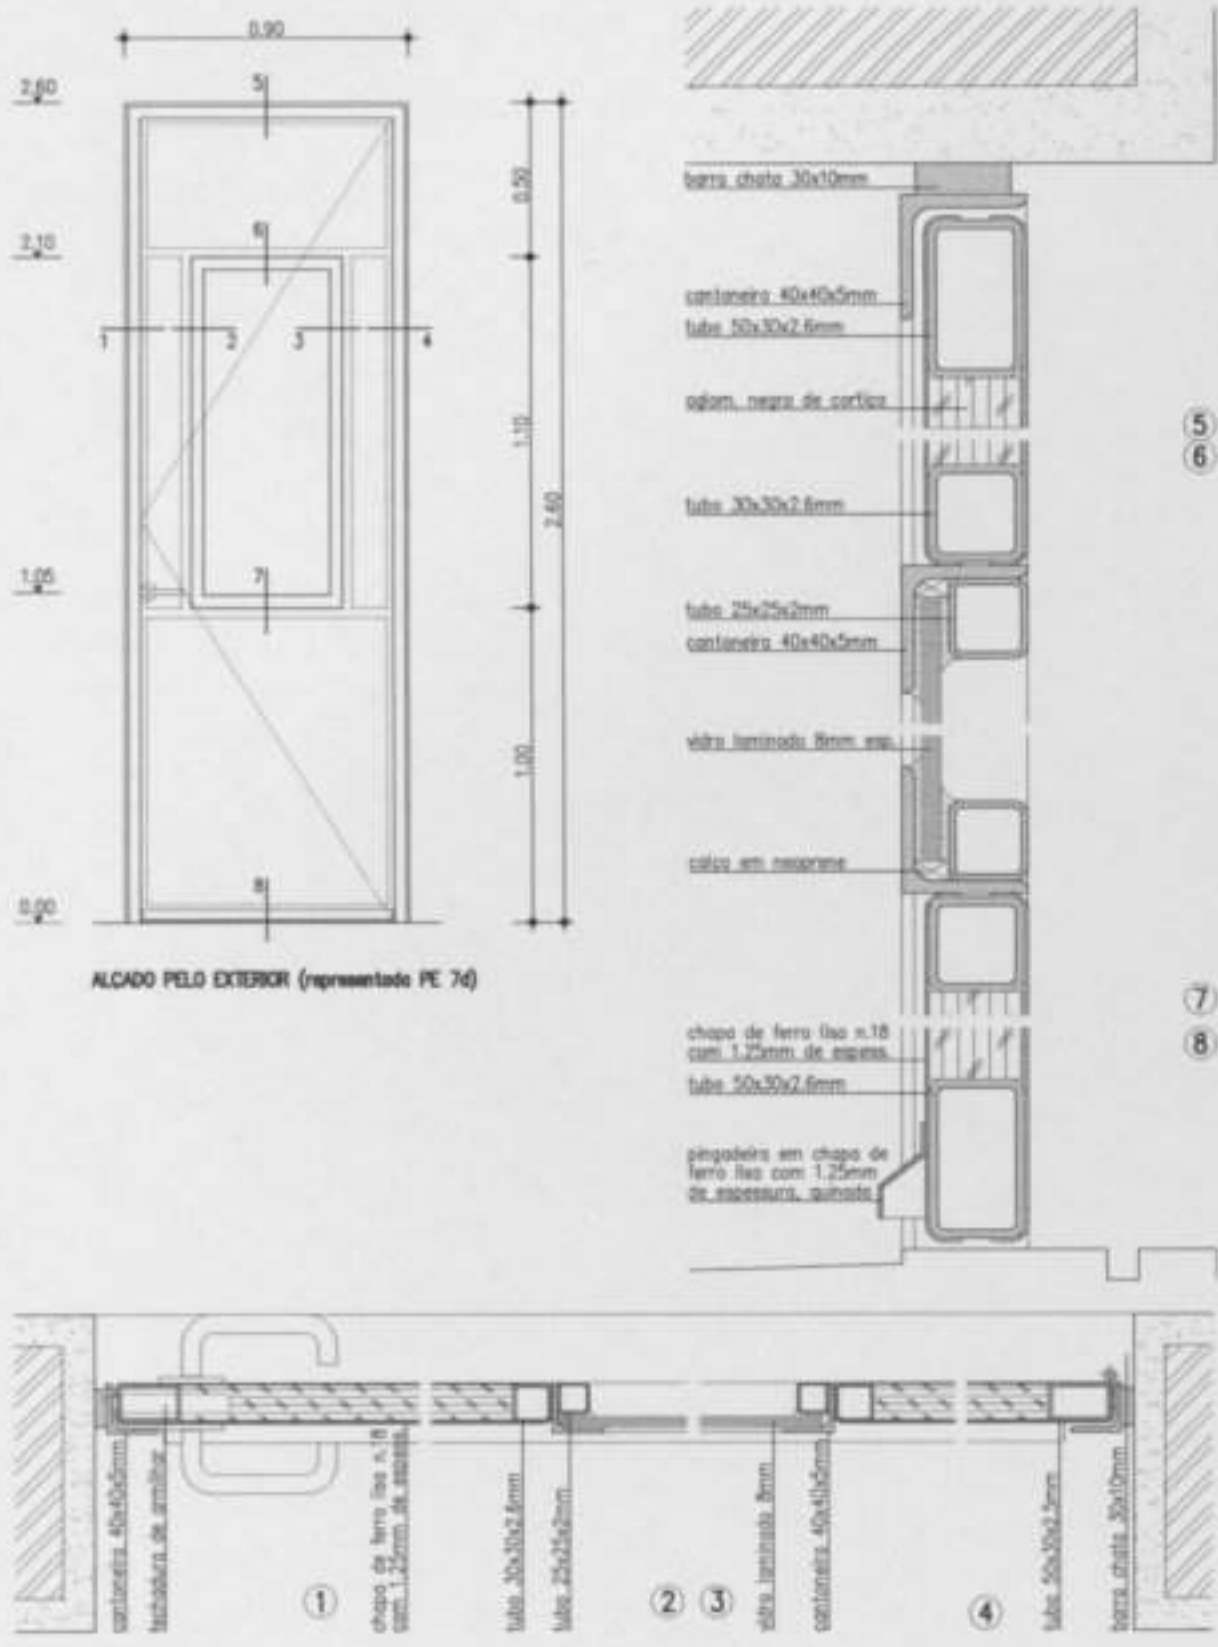 0.90
5
2.60
0.50
2.10
6
1
2
3
4
1.10
2.60
1.05
7
1.00
8
0.00
ALÇADO PELO EXTERIOR (representado PE 7d)
barra chata 30x10mm
cantoneira 40x40x5mm
tubo 50x30x2.6mm
aglom. negro de cortiça
5
6
tubo 30x30x2.6mm
tubo 25x25x2mm
cantoneira 40x40x5mm
vidro laminado 8mm esp.
calço em neoprene
7
8
chapa de ferro liso n.18
com 1.25mm de espess.
tubo 50x30x2.6mm
pingadeira em chapa de
ferro liso com 1.25mm
de espessura, quinada
cantoneira 40x40x5mm
fechadura de embutir
1
chapa de ferro liso n.18
com 1.25mm de espess.
tubo 30x30x2.6mm
tubo 25x25x2mm
2
3
vidro laminado 8mm
cantoneira 40x40x5mm
4
tubo 50x30x2.5mm
barra chata 30x10mm